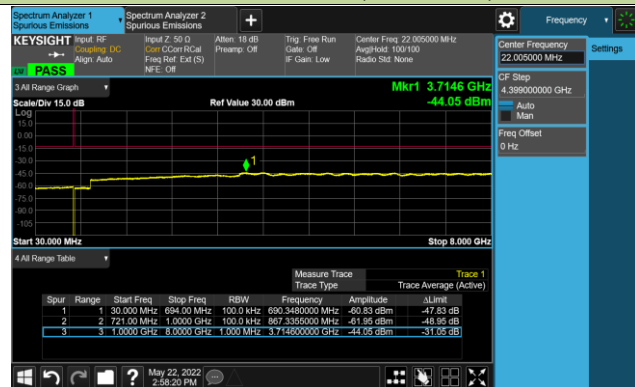 Spectrum Analyzer 1
Spurious Emissions
Spectrum Analyzer 2
Spurious Emissions
Frequency
KEYSIGHT
Input: RF
Coupling: DC
Align: Auto
Input Z: 50 Ω
Corr CCorr RCal
Freq Ref: Ext (S)
NFE: Off
Atten: 18 dB
Preamp: Off
Trig: Free Run
Gate: Off
IF Gain: Low
Center Freq: 22.005000 MHz
Avg|Hold: 100/100
Radio Std: None
PASS
Center Frequency
22.005000 MHz
Settings
CF Step
4.399000000 GHz
Auto
Man
Freq Offset
0 Hz
3 All Range Graph
Mkr1 3.7146 GHz
-44.05 dBm
Scale/Div 15.0 dB
Ref Value 30.00 dBm
Log
15.0
0.00
-15.0
-30.0
-45.0
-60.0
-75.0
-90.0
-105
1
Start 30.000 MHz
Stop 8.000 GHz
4 All Range Table
Measure Trace Trace 1
Trace Type Trace Average (Active)
Spur Range Start Freq Stop Freq RBW Frequency Amplitude ΔLimit
1 1 30.000 MHz 694.00 MHz 100.0 kHz 690.3480000 MHz -60.83 dBm -47.83 dB
2 2 721.00 MHz 1.0000 GHz 100.0 kHz 867.3355000 MHz -61.95 dBm -48.95 dB
3 3 1.0000 GHz 8.0000 GHz 1.000 MHz 3.714600000 GHz -44.05 dBm -31.05 dB
May 22, 2022
2:58:20 PM